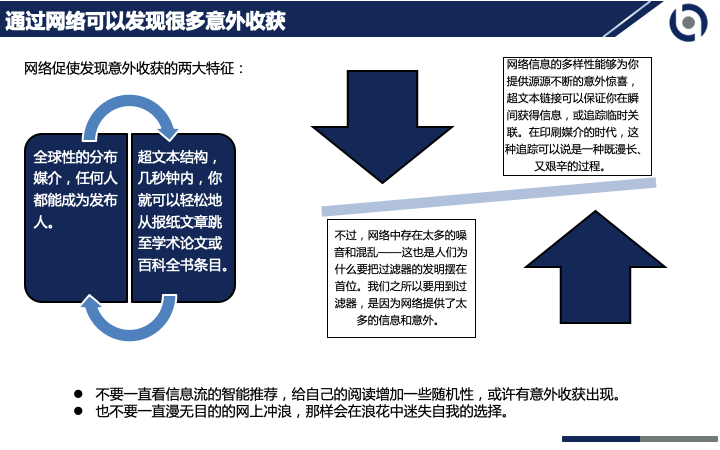 通过网络可以发现很多意外收获
网络促使发现意外收获的两大特征：
全球性的分布
媒介，任何人
都能成为发布
人。
超文本结构，
几秒钟内，你
就可以轻松地
从报纸文章跳
至学术论文或
百科全书条目。
网络信息的多样性能够为你
提供源源不断的意外惊喜，
超文本链接可以保证你在瞬
间获得信息，或追踪临时关
联。在印刷媒介的时代，这
种追踪可以说是一种既漫长、
又艰辛的过程。
不过，网络中存在太多的噪
音和混乱——这也是人们为
什么要把过滤器的发明摆在
首位。我们之所以要用到过
滤器，是因为网络提供了太
多的信息和意外。
● 不要一直看信息流的智能推荐，给自己的阅读增加一些随机性，或许有意外收获出现。
● 也不要一直漫无目的的网上冲浪，那样会在浪花中迷失自我的选择。